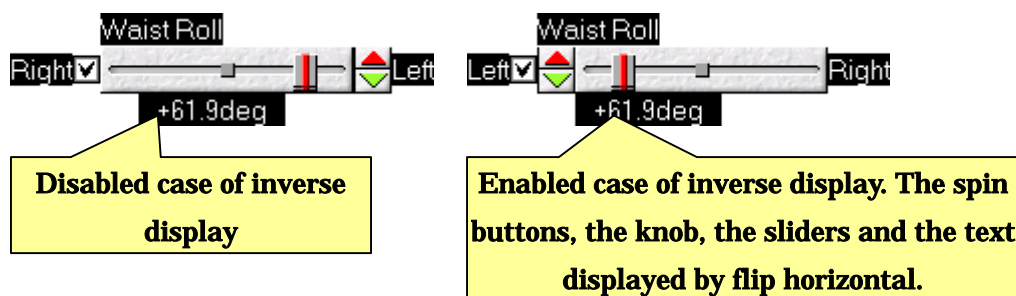 Waist Roll
Right
Left
+61.9deg
Disabled case of inverse
display
Waist Roll
Left
Right
+61.9deg
Enabled case of inverse display. The spin
buttons, the knob, the sliders and the text
displayed by flip horizontal.